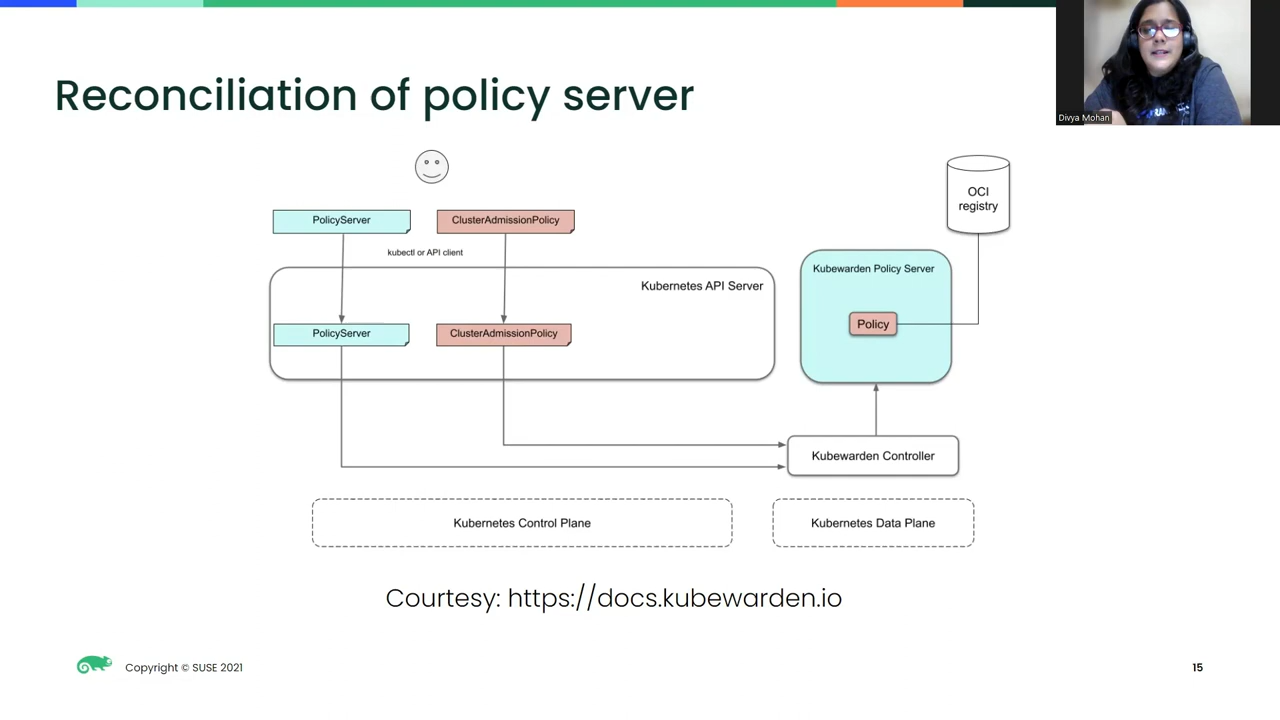 Reconciliation of policy server
Divya Mohan
PolicyServer
ClusterAdmissionPolicy
kubectl or API client
Kubernetes API Server
PolicyServer
ClusterAdmissionPolicy
OCI
registry
Kubewarden Policy Server
Policy
Kubewarden Controller
Kubernetes Control Plane
Kubernetes Data Plane
Courtesy: https://docs.kubewarden.io
Copyright © SUSE 2021
15